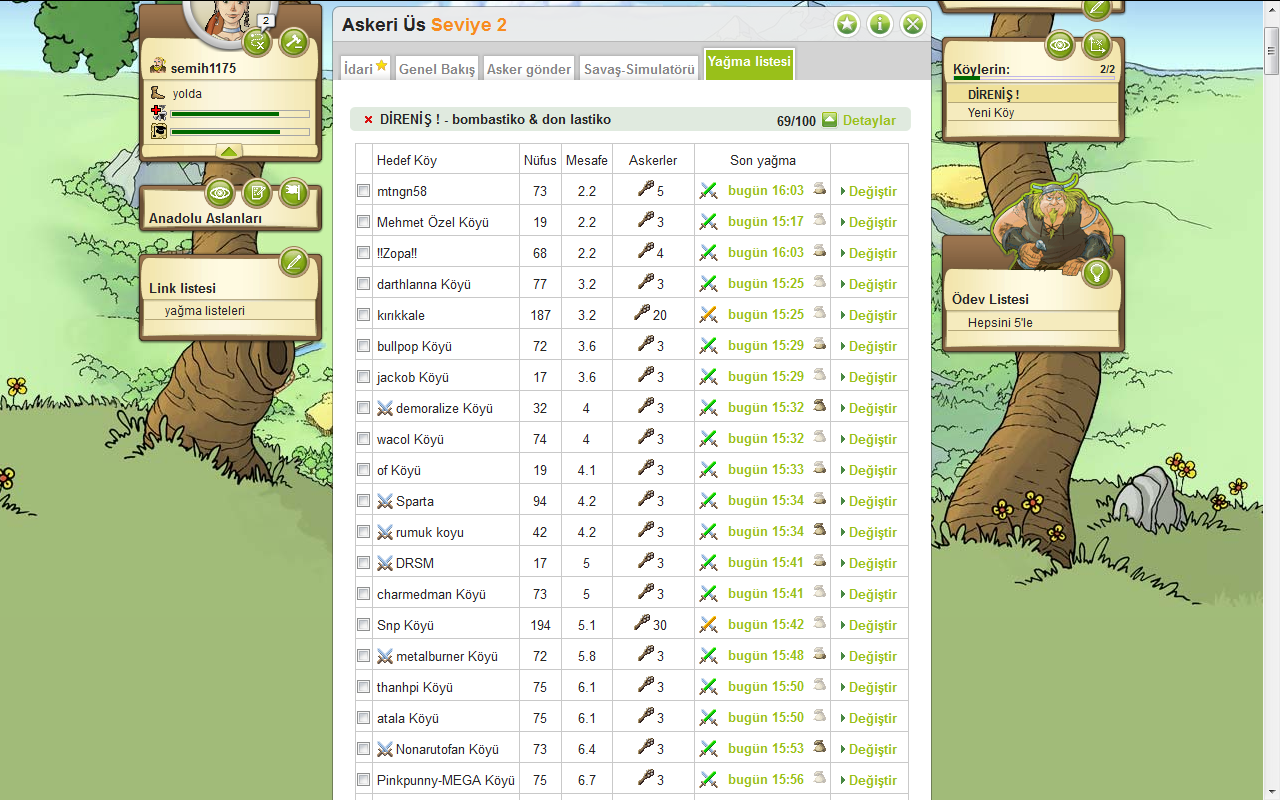 2
semih1175
yolda
Anadolu Aslanları
Link listesi
yağma listeleri
Askeri Üs Seviye 2
İdari Genel Bakış Asker gönder Savaş-Simulatörü Yağma listesi
DİRENİŞ ! - bombastiko & don lastiko 69/100 Detaylar
Hedef Köy Nüfus Mesafe Askerler Son yağma
mtngn58 73 2.2 5 bugün 16:03 Değiştir
Mehmet Özel Köyü 19 2.2 3 bugün 15:17 Değiştir
!!Zopa!! 68 2.2 4 bugün 16:03 Değiştir
darthlanna Köyü 77 3.2 3 bugün 15:25 Değiştir
kırıkkale 187 3.2 20 bugün 15:25 Değiştir
bullpop Köyü 72 3.6 3 bugün 15:29 Değiştir
jackob Köyü 17 3.6 3 bugün 15:29 Değiştir
demoralize Köyü 32 4 3 bugün 15:32 Değiştir
wacol Köyü 74 4 3 bugün 15:32 Değiştir
of Köyü 19 4.1 3 bugün 15:33 Değiştir
Sparta 94 4.2 3 bugün 15:34 Değiştir
rumuk koyu 42 4.2 3 bugün 15:34 Değiştir
DRSM 17 5 3 bugün 15:41 Değiştir
charmedman Köyü 73 5 3 bugün 15:41 Değiştir
Snp Köyü 194 5.1 30 bugün 15:42 Değiştir
metalburner Köyü 72 5.8 3 bugün 15:48 Değiştir
thanhpi Köyü 75 6.1 3 bugün 15:50 Değiştir
atala Köyü 75 6.1 3 bugün 15:50 Değiştir
Nonarutofan Köyü 73 6.4 3 bugün 15:53 Değiştir
Pinkpunny-MEGA Köyü 75 6.7 3 bugün 15:56 Değiştir
Köylerin: 2/2
DİRENİŞ !
Yeni Köy
Ödev Listesi
Hepsini 5'le